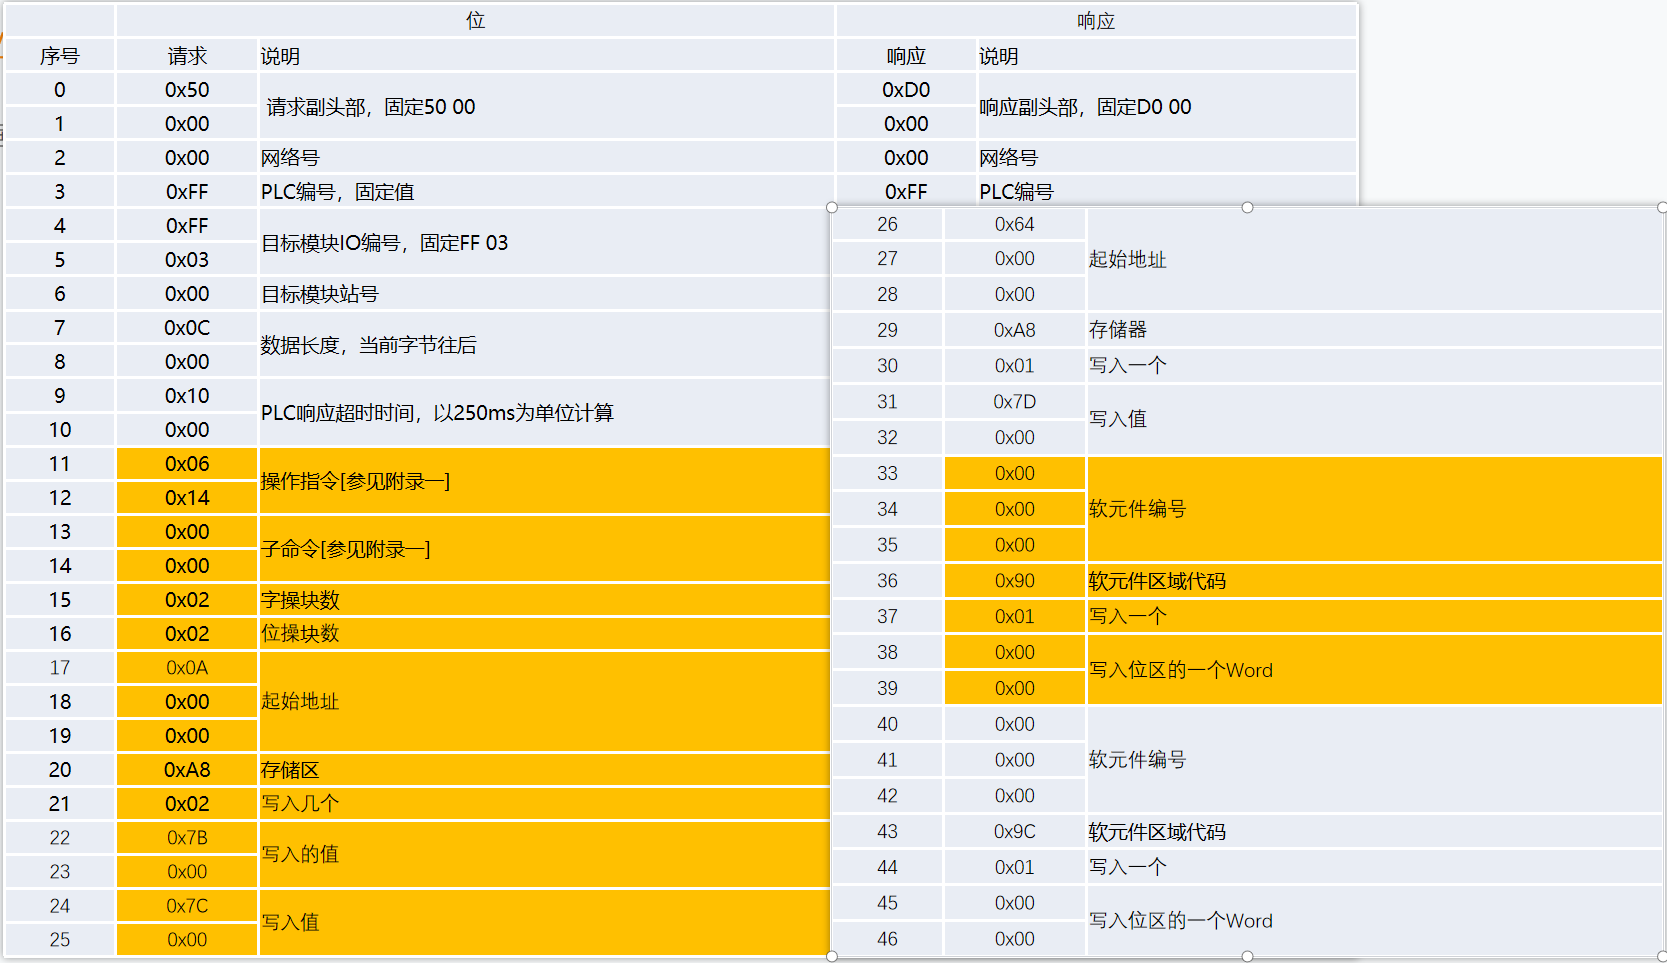 位 响应
序号 请求 说明 响应 说明
0 0x50 请求副头部，固定50 00 0xD0 响应副头部，固定D0 00
1 0x00 0x00
2 0x00 网络号 0x00 网络号
3 0xFF PLC编号，固定值 0xFF PLC编号
4 0xFF 目标模块IO编号，固定FF 03
5 0x03
6 0x00 目标模块站号
7 0x0C 数据长度，当前字节往后
8 0x00
9 0x10 PLC响应超时时间，以250ms为单位计算
10 0x00
11 0x06 操作指令[参见附录一]
12 0x14
13 0x00 子命令[参见附录一]
14 0x00
15 0x02 字操块数
16 0x02 位操块数
17 0x0A 起始地址
18 0x00
19 0x00
20 0xA8 存储区
21 0x02 写入几个
22 0x7B 写入的值
23 0x00
24 0x7C 写入值
25 0x00
26 0x64 起始地址
27 0x00
28 0x00
29 0xA8 存储器
30 0x01 写入一个
31 0x7D 写入值
32 0x00
33 0x00 软元件编号
34 0x00
35 0x00
36 0x90 软元件区域代码
37 0x01 写入一个
38 0x00 写入位区的一个Word
39 0x00
40 0x00 软元件编号
41 0x00
42 0x00
43 0x9C 软元件区域代码
44 0x01 写入一个
45 0x00 写入位区的一个Word
46 0x00